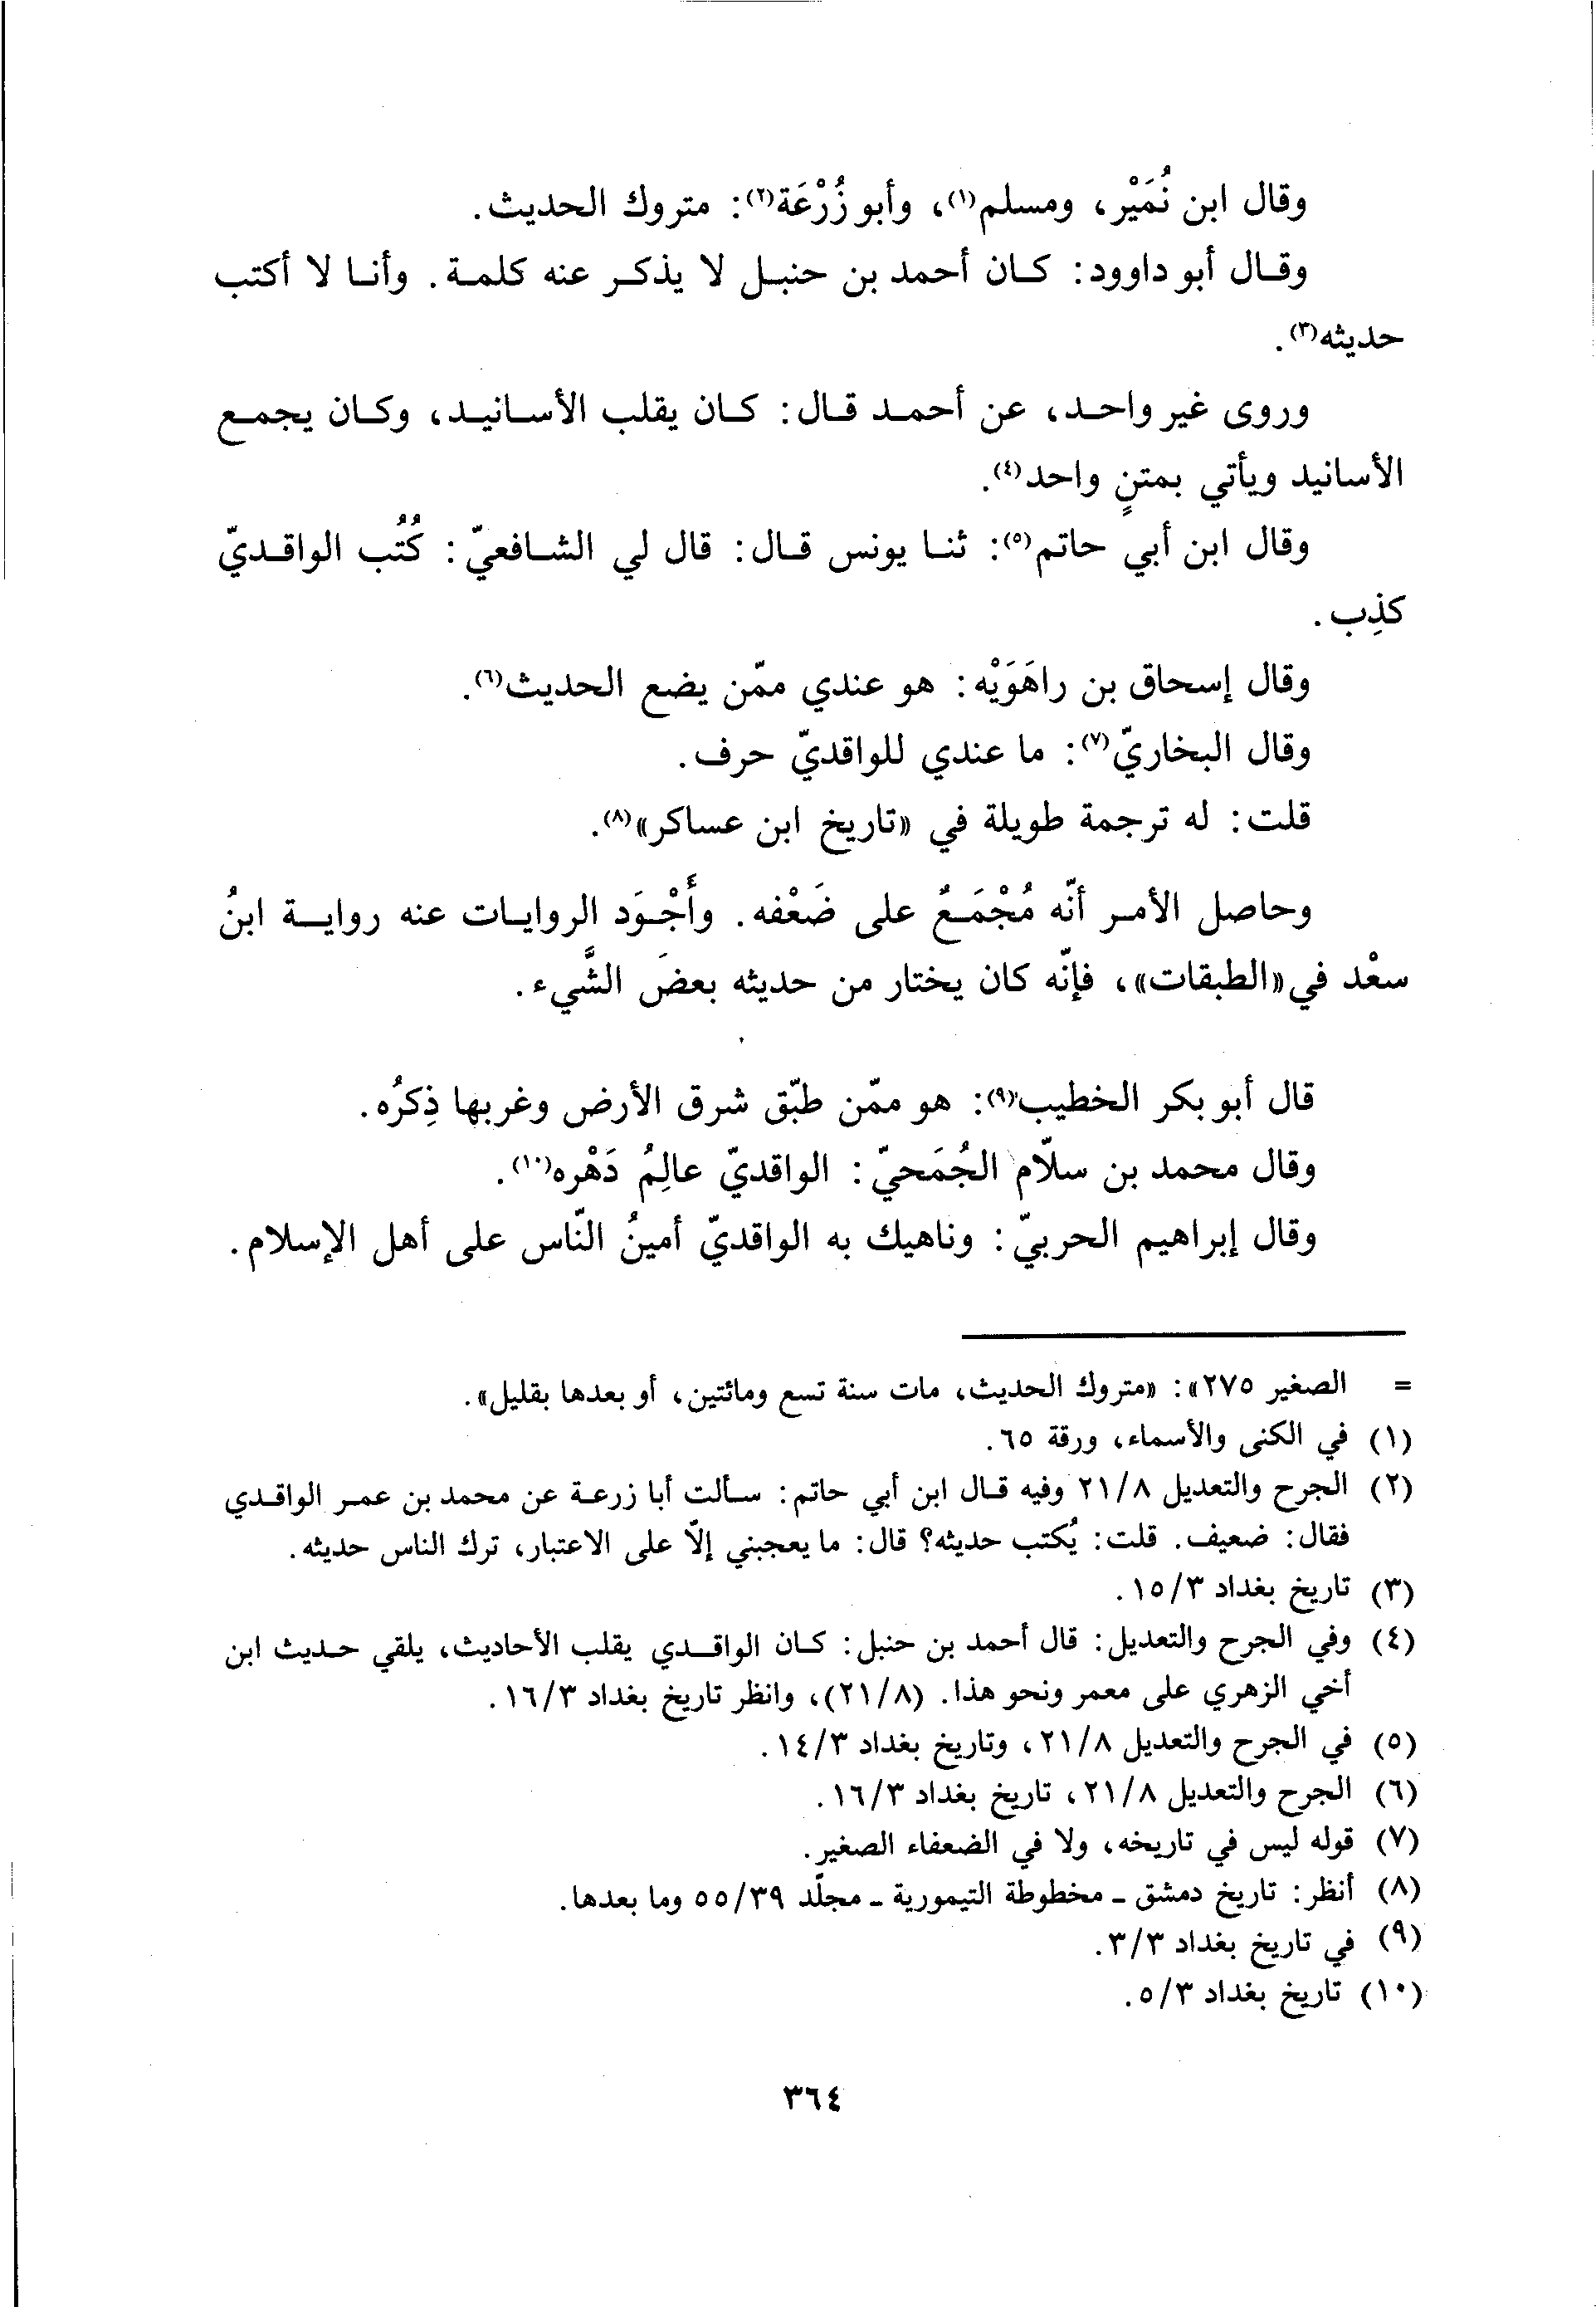 وقال ابن نُمَيْر، ومسلم(١)، وأبو زُرْعَة(٢): متروك الحديث.
وقال أبو داوود: كان أحمد بن حنبل لا يذكر عنه كلمة. وأنا لا أكتب
حديثه(٣).
وروى غير واحد، عن أحمد قال: كان يقلب الأسانيد، وكان يجمع
الأسانيد ويأتي بمتنٍ واحد(٤).
وقال ابن أبي حاتم(٥): ثنا يونس قال: قال لي الشافعيّ: كُتُب الواقديّ
كذِب.
وقال إسحاق بن راهَوَيْه: هو عندي ممّن يضع الحديث(٦).
وقال البخاريّ(٧): ما عندي للواقديّ حرف.
قلت: له ترجمة طويلة في «تاريخ ابن عساكر»(٨).
وحاصل الأمر أنّه مُجْمَعٌ على ضَعْفه. وأَجْوَد الروايات عنه رواية ابنُ
سعْد في «الطبقات»، فإنّه كان يختار من حديثه بعضَ الشَّيء.
قال أبو بكر الخطيب(٩): هو ممّن طبّق شرق الأرض وغربها ذِكرُه.
وقال محمد بن سلّام الجُمَحيّ: الواقديّ عالِمُ دَهْره(١٠).
وقال إبراهيم الحربيّ: وناهيك به الواقديّ أمينُ النّاس على أهل الإسلام.
= الصغير ٢٧٥»: «متروك الحديث، مات سنة تسع ومائتين، أو بعدها بقليل».
(١) في الكنى والأسماء، ورقة ٦٥.
(٢) الجرح والتعديل ٢١/٨ وفيه قال ابن أبي حاتم: سألت أبا زرعة عن محمد بن عمر الواقدي
فقال: ضعيف. قلت: يُكتب حديثه؟ قال: ما يعجبني إلّا على الاعتبار، ترك الناس حديثه.
(٣) تاريخ بغداد ١٥/٣.
(٤) وفي الجرح والتعديل: قال أحمد بن حنبل: كان الواقدي يقلب الأحاديث، يلقي حديث ابن
أخي الزهري على معمر ونحو هذا. (٢١/٨)، وانظر تاريخ بغداد ١٦/٣.
(٥) في الجرح والتعديل ٢١/٨، وتاريخ بغداد ١٤/٣.
(٦) الجرح والتعديل ٢١/٨، تاريخ بغداد ١٦/٣.
(٧) قوله ليس في تاريخه، ولا في الضعفاء الصغير.
(٨) أنظر: تاريخ دمشق - مخطوطة التيمورية - مجلّد ٥٥/٣٩ وما بعدها.
(٩) في تاريخ بغداد ٣/٣.
(١٠) تاريخ بغداد ٥/٣.
٣٦٤